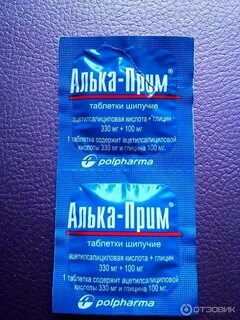 Алька-Прим®
таблетки шипучие
ацетилсалициловая кислота + глицин
330 мг + 100 мг
1 таблетка содержит ацетилсалициловой
кислоты 330 мг и глицина 100 мг.
polpharma
Алька-Прим®
таблетки шипучие
ацетилсалициловая кислота + глицин
330 мг + 100 мг
1 таблетка содержит ацетилсалициловой
кислоты 330 мг и глицина 100 мг.
polpharma
ОТЗОВИК